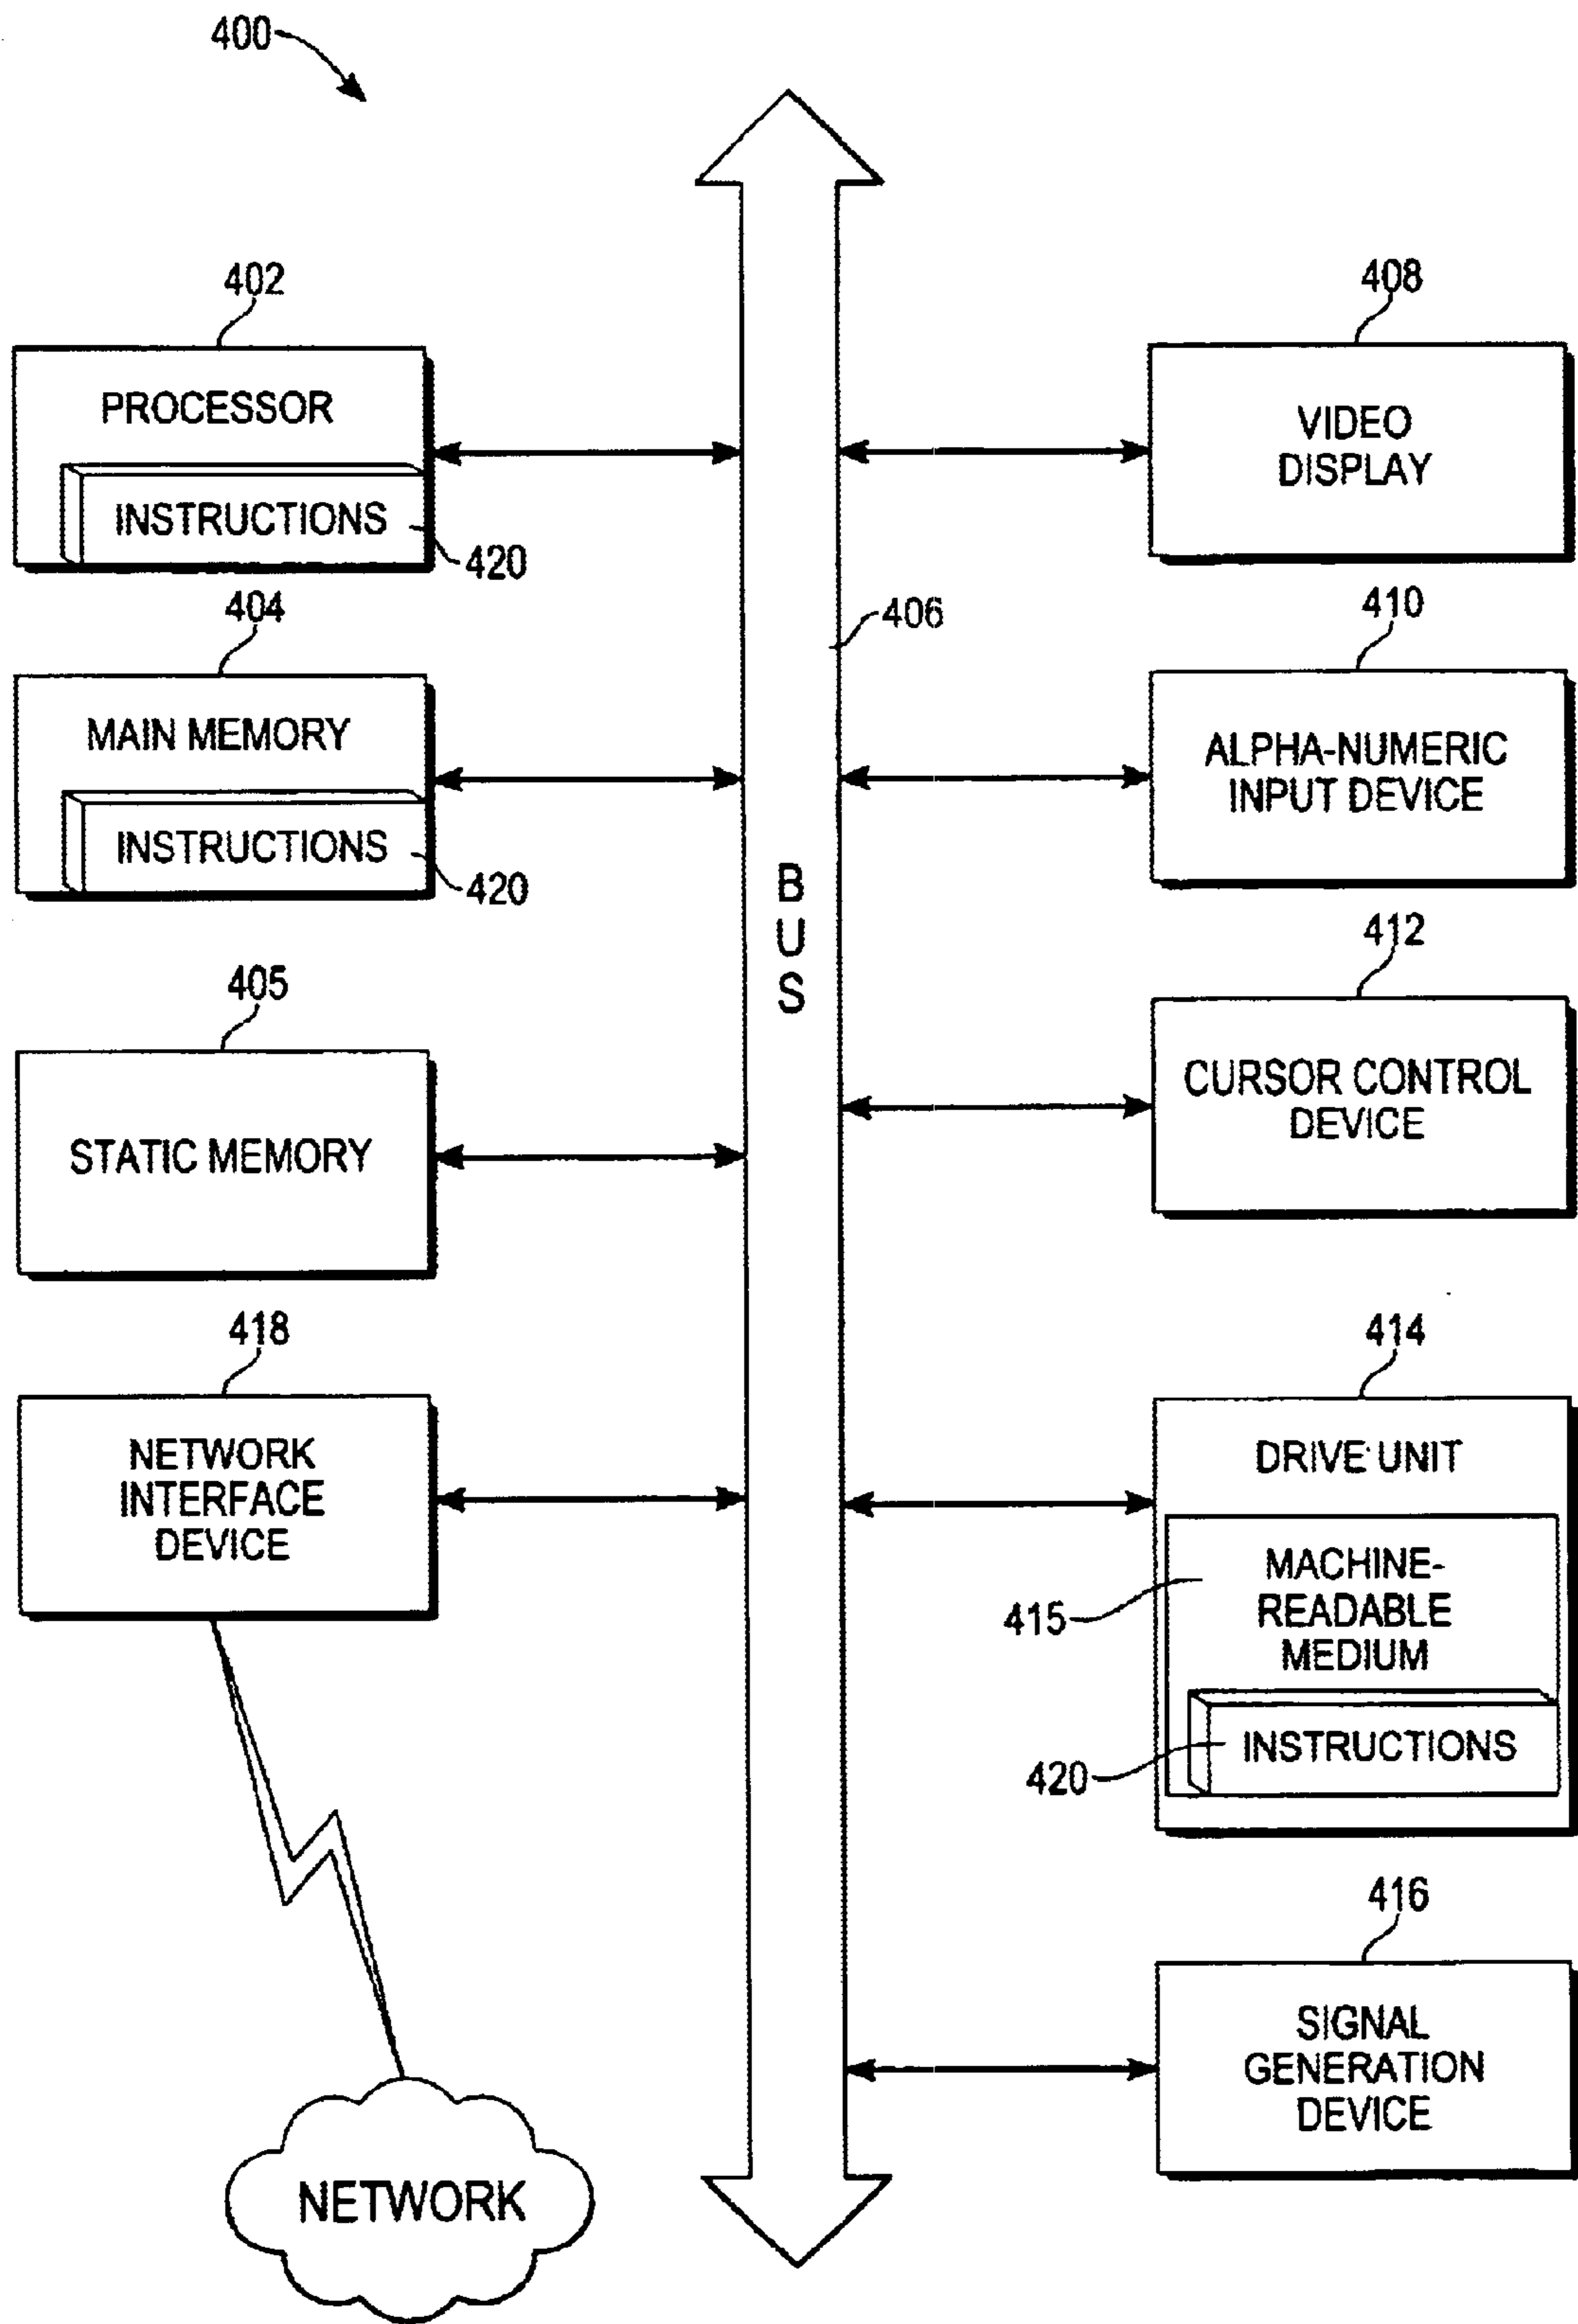 400
402
PROCESSOR
INSTRUCTIONS
420
404
MAIN MEMORY
INSTRUCTIONS
420
405
STATIC MEMORY
418
NETWORK
INTERFACE
DEVICE
NETWORK
406
BUS
408
VIDEO
DISPLAY
410
ALPHA-NUMERIC
INPUT DEVICE
412
CURSOR CONTROL
DEVICE
414
DRIVE UNIT
MACHINE-
READABLE
MEDIUM
415
INSTRUCTIONS
420
416
SIGNAL
GENERATION
DEVICE